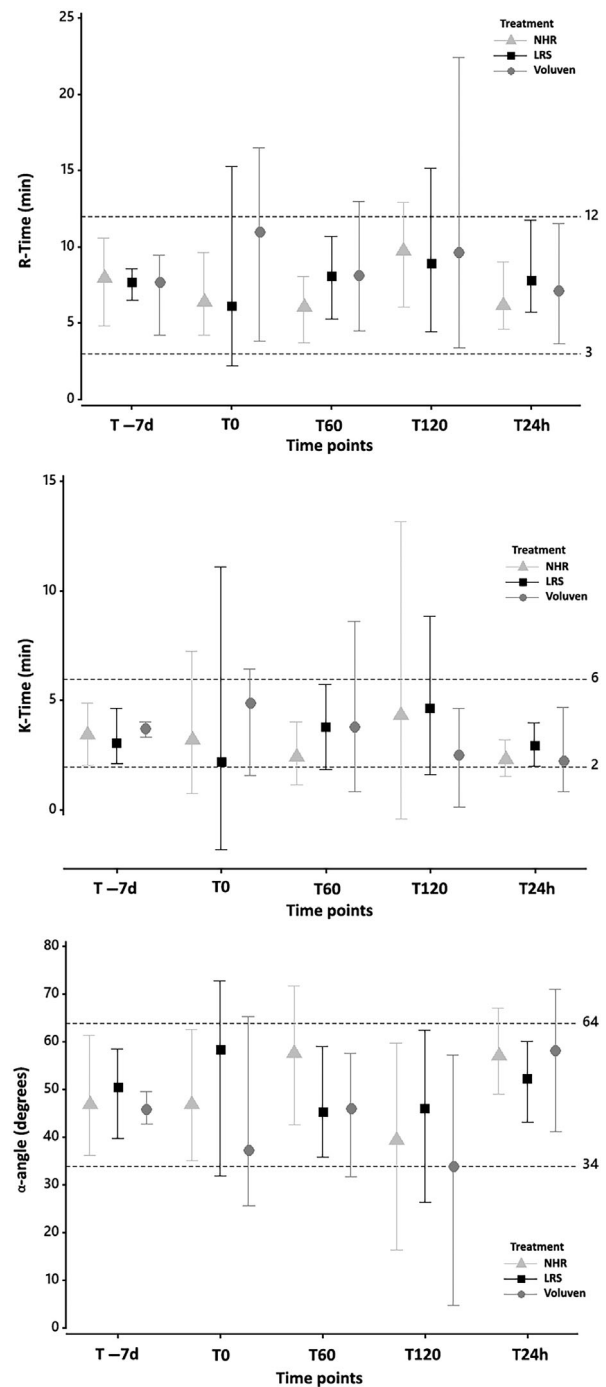 25
20
15
10
5
0
R-Time (min)
Treatment
NHR
LRS
Voluven
12
3
T −7d T0 T60 T120 T24h
Time points
15
10
5
0
K-Time (min)
Treatment
NHR
LRS
Voluven
6
2
T −7d T0 T60 T120 T24h
Time points
80
70
60
50
40
30
20
10
0
α-angle (degrees)
64
34
Treatment
NHR
LRS
Voluven
T −7d T0 T60 T120 T24h
Time points